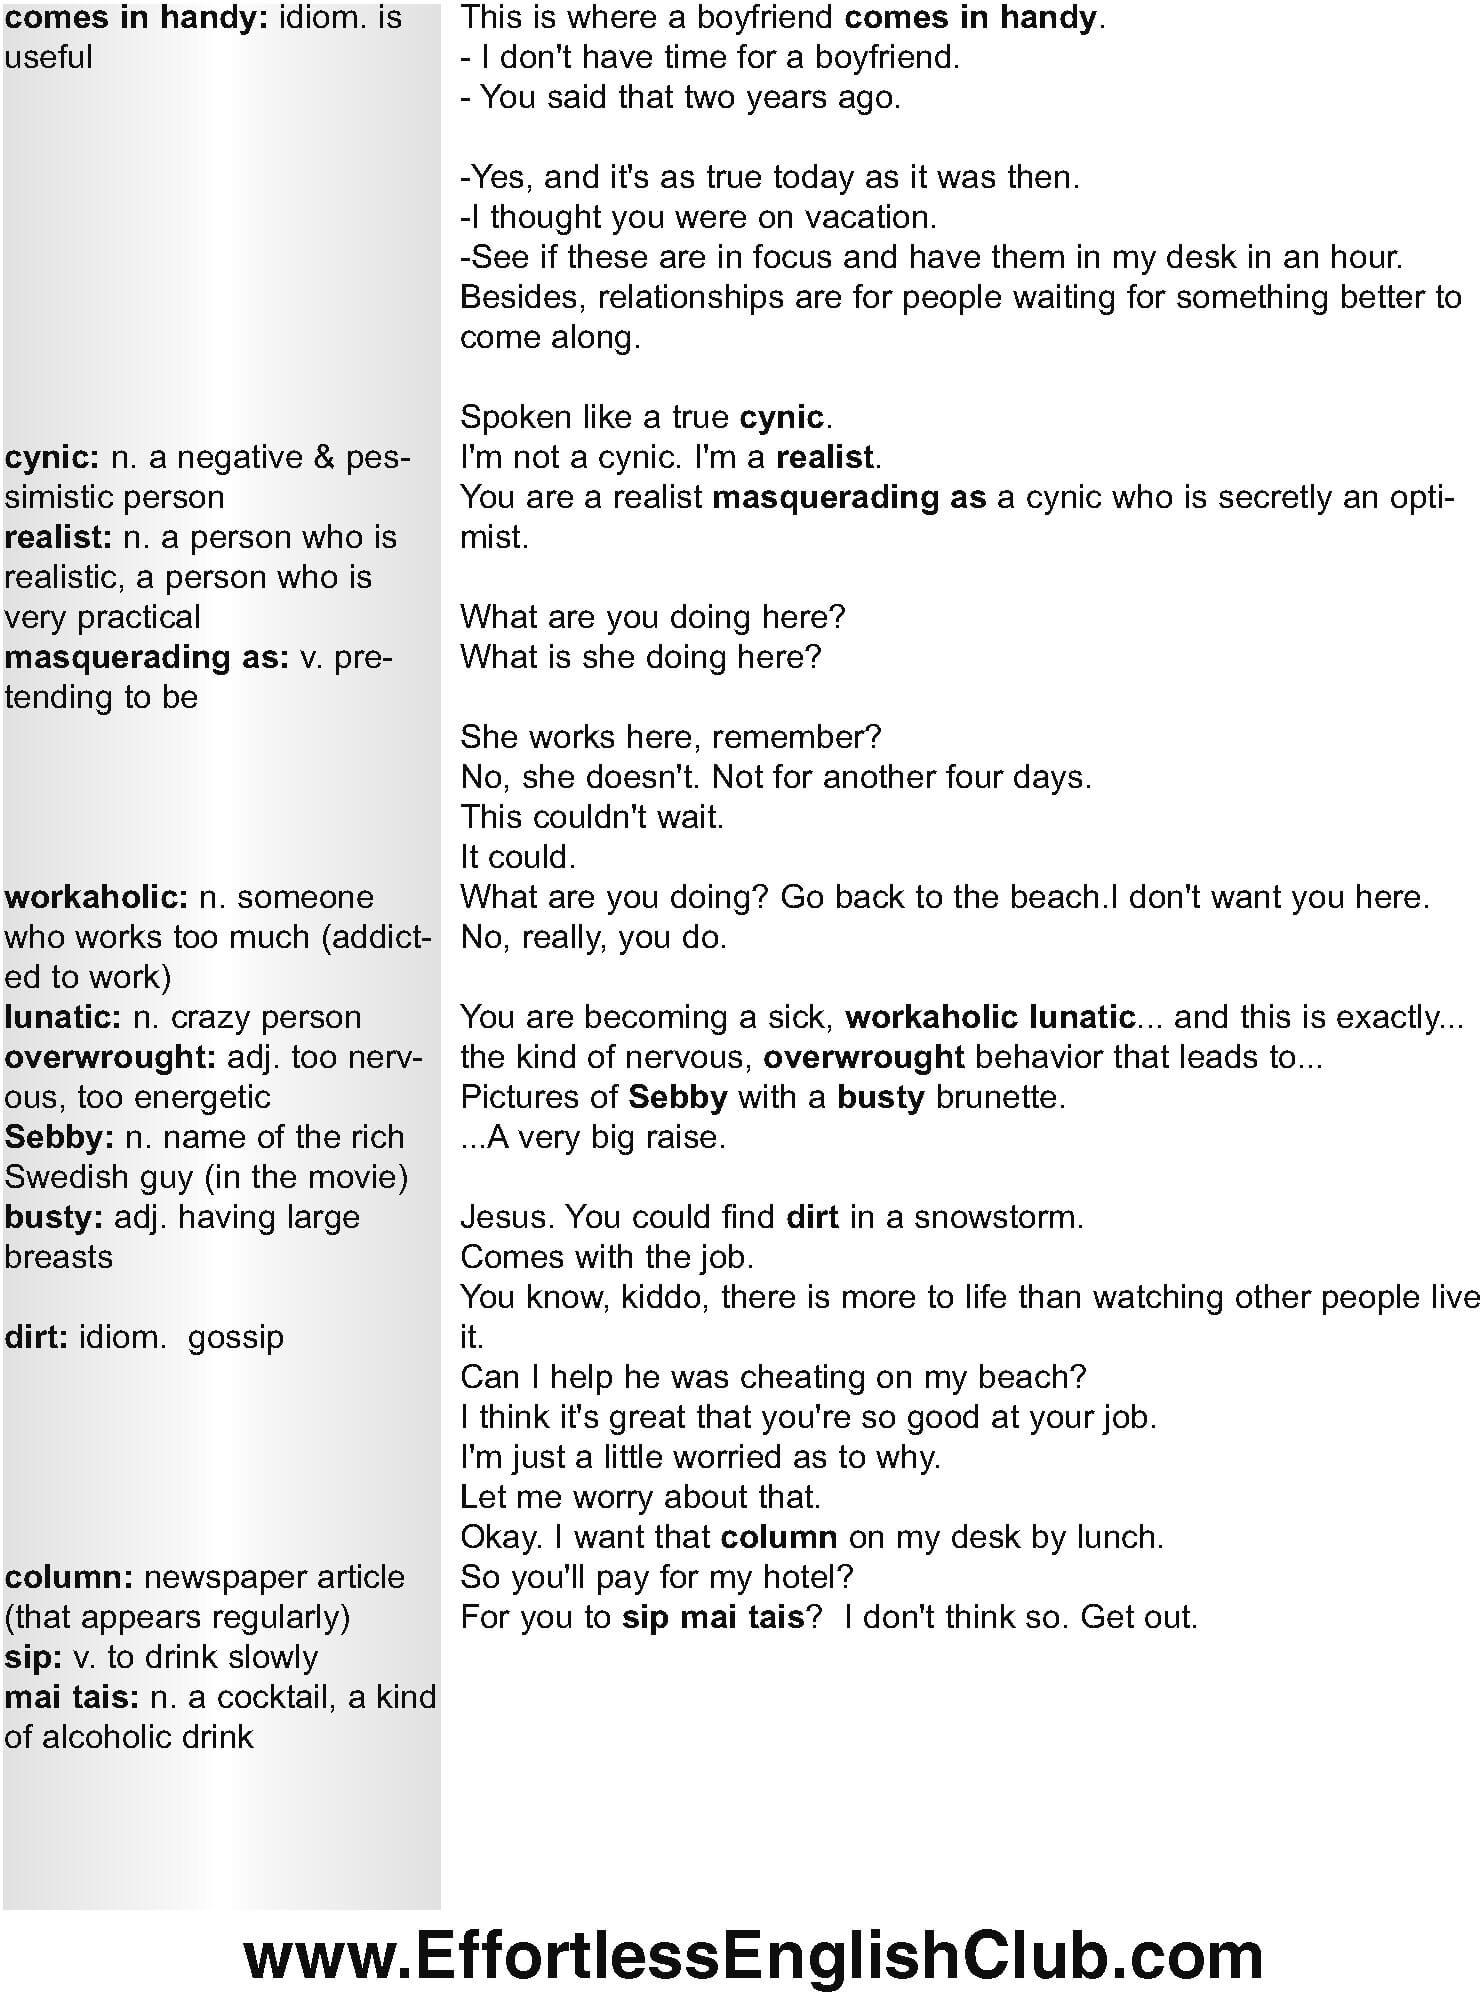 comes in handy: idiom. is
useful
cynic: n. a negative & pes-
simistic person
realist: n. a person who is
realistic, a person who is
very practical
masquerading as: v. pre-
tending to be
workaholic: n. someone
who works too much (addict-
ed to work)
lunatic: n. crazy person
overwrought: adj. too nerv-
ous, too energetic
Sebby: n. name of the rich
Swedish guy (in the movie)
busty: adj. having large
breasts
dirt: idiom.  gossip
column: newspaper article
(that appears regularly)
sip: v. to drink slowly
mai tais: n. a cocktail, a kind
of alcoholic drink
This is where a boyfriend comes in handy.
- I don't have time for a boyfriend.
- You said that two years ago.
-Yes, and it's as true today as it was then.
-I thought you were on vacation.
-See if these are in focus and have them in my desk in an hour.
Besides, relationships are for people waiting for something better to
come along.
Spoken like a true cynic.
I'm not a cynic. I'm a realist.
You are a realist masquerading as a cynic who is secretly an opti-
mist.
What are you doing here?
What is she doing here?
She works here, remember?
No, she doesn't. Not for another four days.
This couldn't wait.
It could.
What are you doing? Go back to the beach.I don't want you here.
No, really, you do.
You are becoming a sick, workaholic lunatic... and this is exactly...
the kind of nervous, overwrought behavior that leads to...
Pictures of Sebby with a busty brunette.
...A very big raise.
Jesus. You could find dirt in a snowstorm.
Comes with the job.
You know, kiddo, there is more to life than watching other people live
it.
Can I help he was cheating on my beach?
I think it's great that you're so good at your job.
I'm just a little worried as to why.
Let me worry about that.
Okay. I want that column on my desk by lunch.
So you'll pay for my hotel?
For you to sip mai tais?  I don't think so. Get out.
www.EffortlessEnglishClub.com